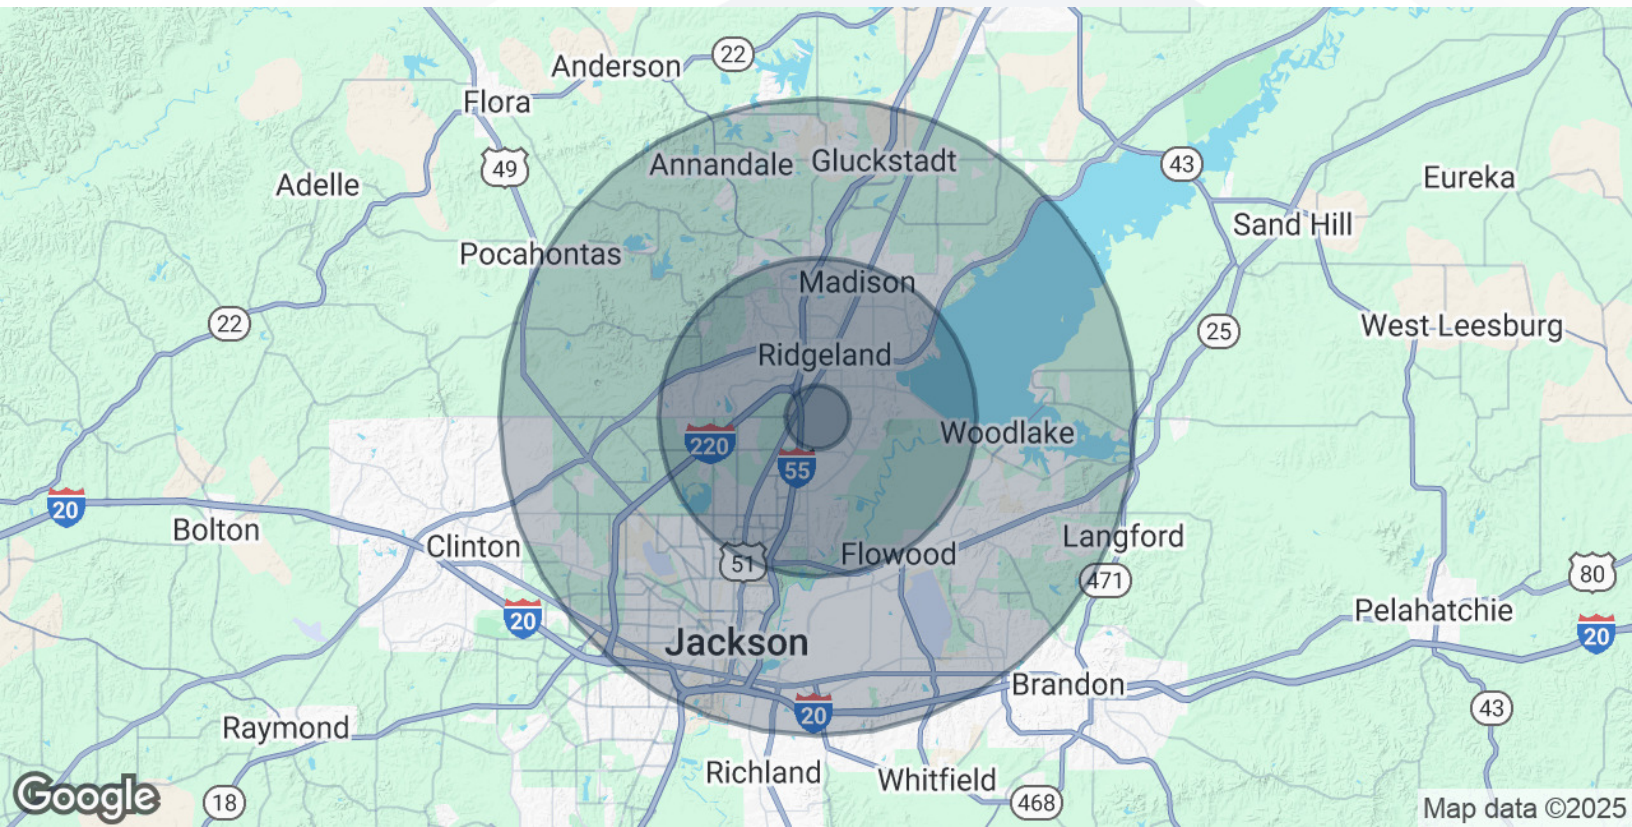 Anderson
22
Flora
Annandale
Gluckstadt
43
49
Adelle
Eureka
Sand Hill
Pocahontas
Madison
22
25
West Leesburg
Ridgeland
Woodlake
220
55
20
Bolton
Clinton
Langford
51
Flowood
471
80
20
Pelahatchie
20
Jackson
Brandon
43
20
Raymond
Richland
Whitfield
Google
18
468
Map data ©2025